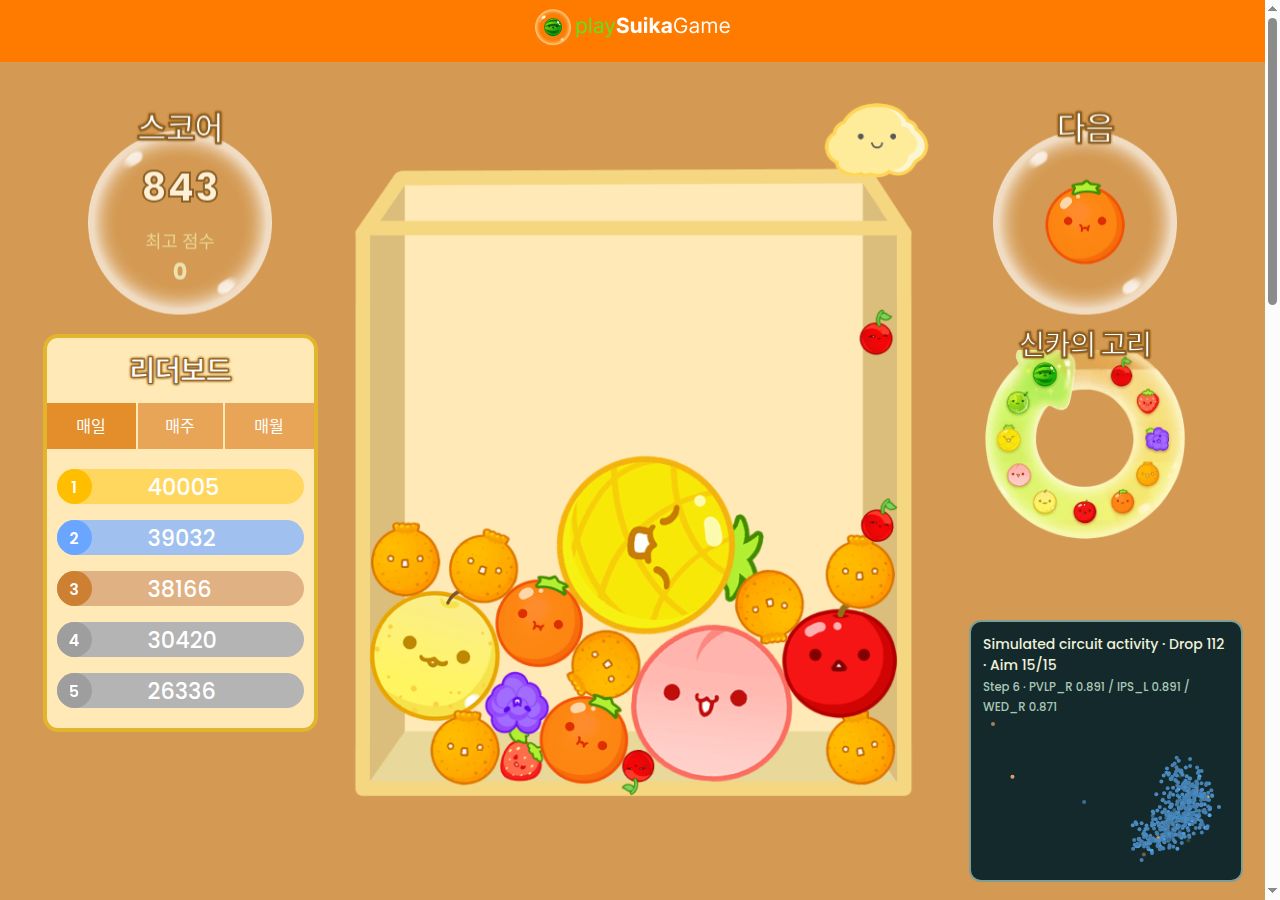 playSuikaGame
스코어
843
최고 점수
0
리더보드
매일 매주 매월
1 40005
2 39032
3 38166
4 30420
5 26336
다음
신카의 고리
Simulated circuit activity · Drop 112
· Aim 15/15
Step 6 · PVLP_R 0.891 / IPS_L 0.891 /
WED_R 0.871